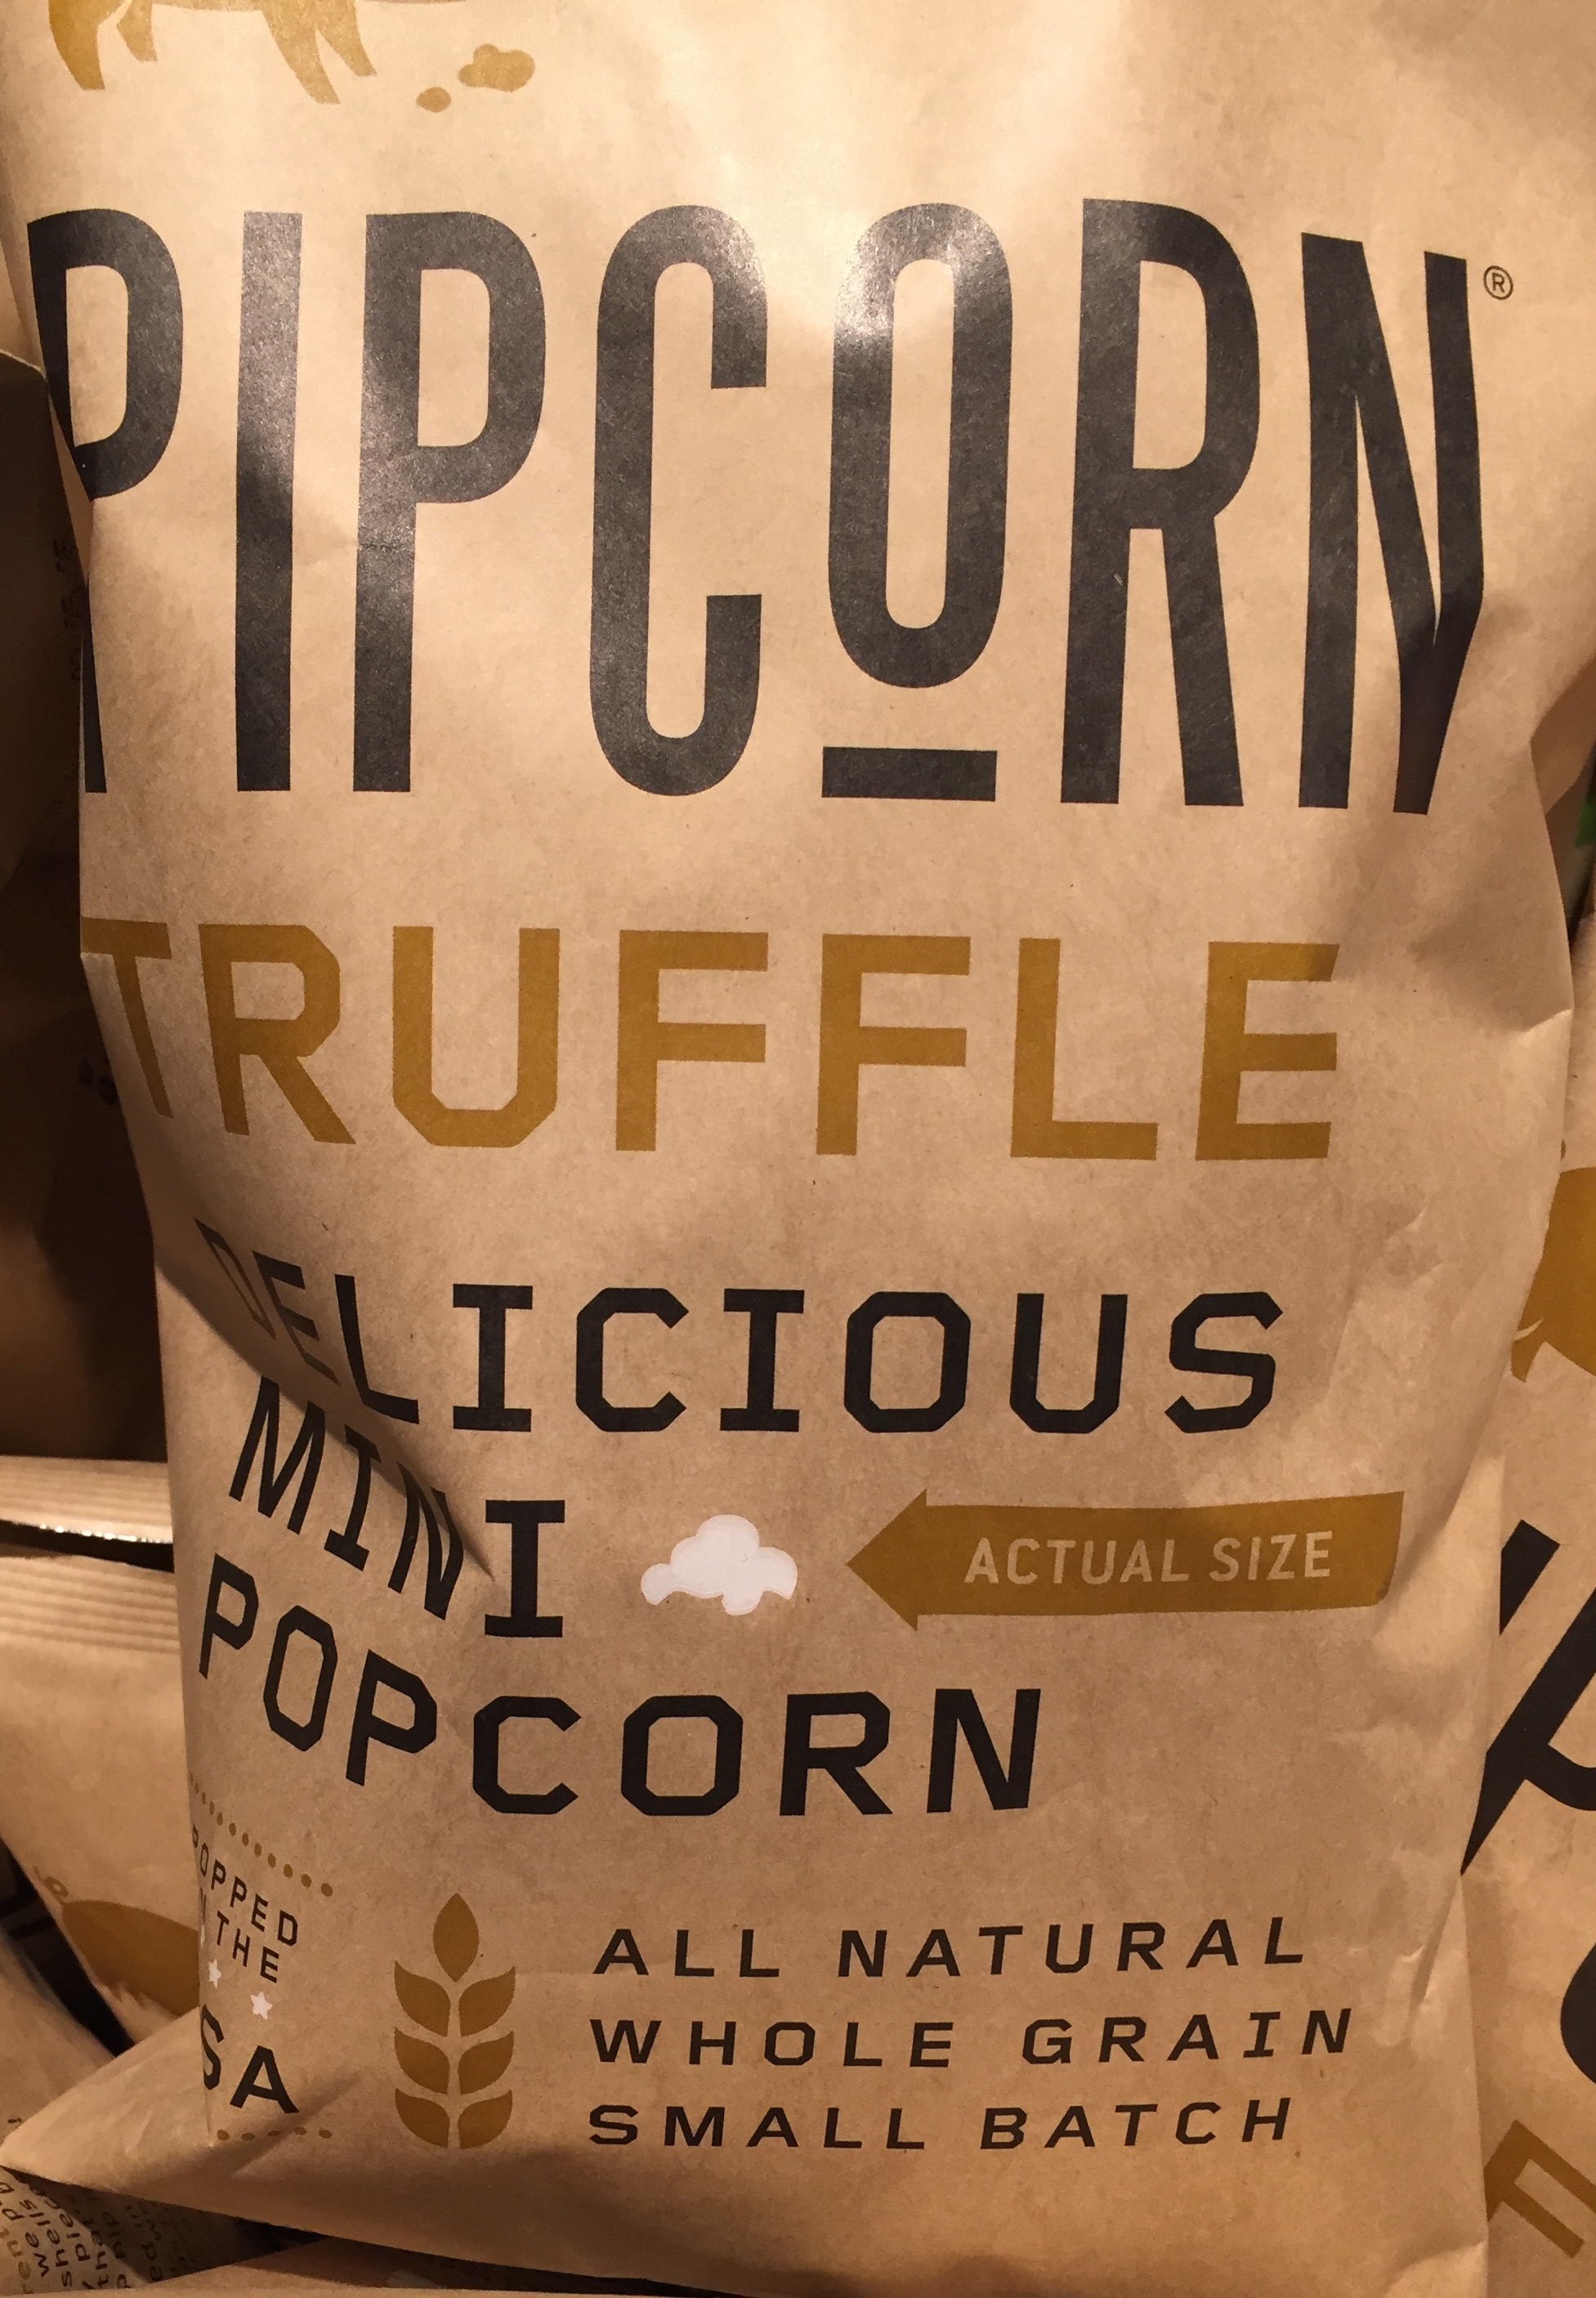 PIPCORN®
TRUFFLE
DELICIOUS
MINI
ACTUAL SIZE
POPCORN
POPPED
THE
SA
ALL NATURAL
WHOLE GRAIN
SMALL BATCH